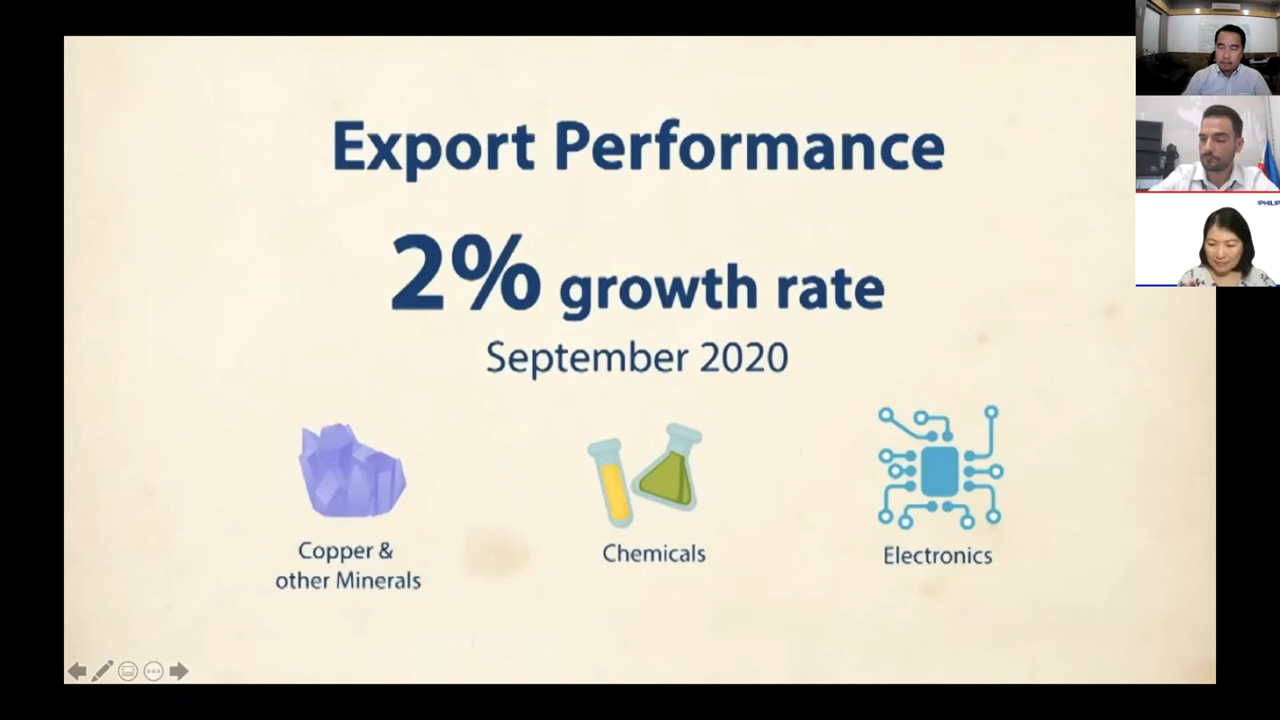 Export Performance
2% growth rate
September 2020
Copper &
other Minerals
Chemicals
Electronics